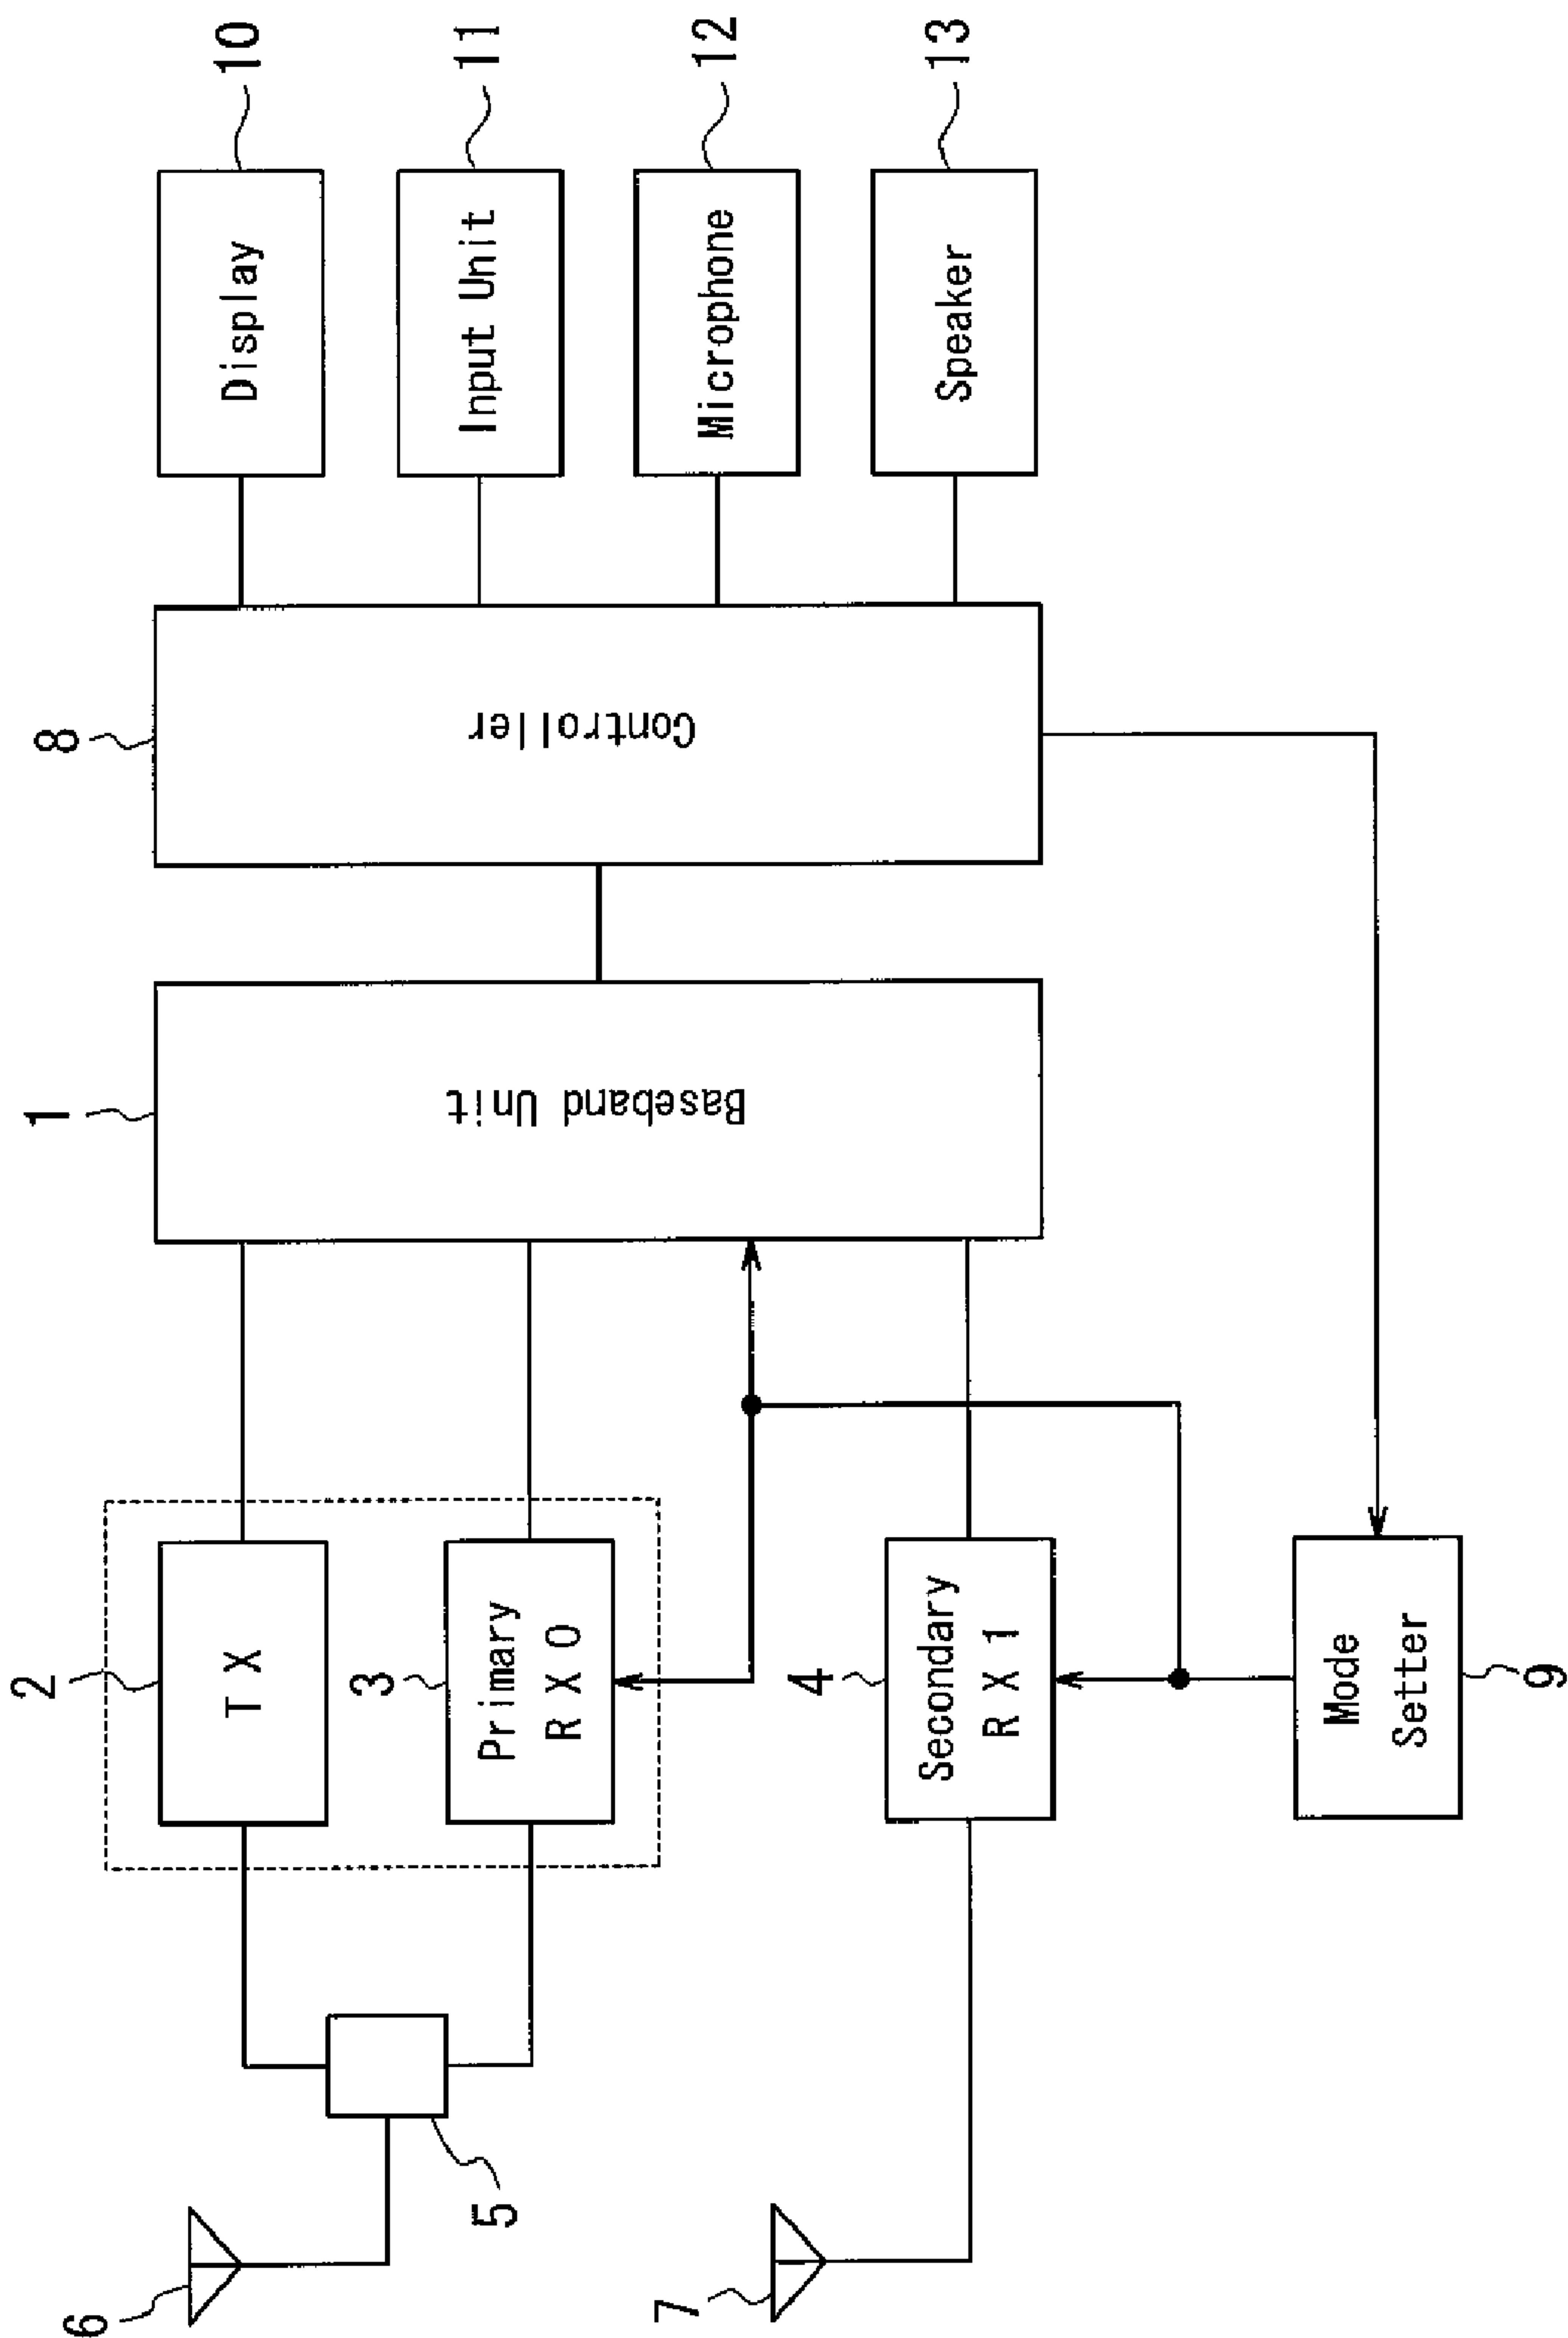 6
7
5
2
TX
3
Primary
RX0
4
Secondary
RX1
Mode
Setter
9
1
Baseband Unit
8
Controller
Display
10
Input Unit
11
Microphone
12
Speaker
13